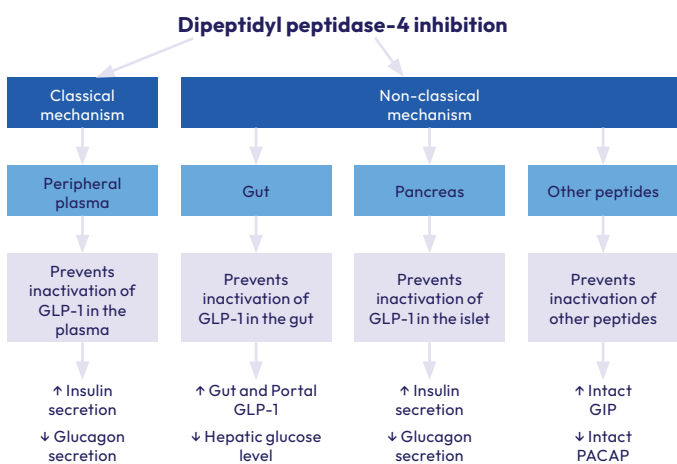 Dipeptidyl peptidase-4 inhibition
Classical
mechanism
Non-classical
mechanism
Peripheral
plasma
Gut
Pancreas
Other peptides
Prevents
inactivation of
GLP-1 in the
plasma
Prevents
inactivation of
GLP-1 in the gut
Prevents
inactivation of
GLP-1 in the islet
Prevents
inactivation of
other peptides
↑ Insulin
secretion
↓ Glucagon
secretion
↑ Gut and Portal
GLP-1
↓ Hepatic glucose
level
↑ Insulin
secretion
↓ Glucagon
secretion
↑ Intact
GIP
↓ Intact
PACAP